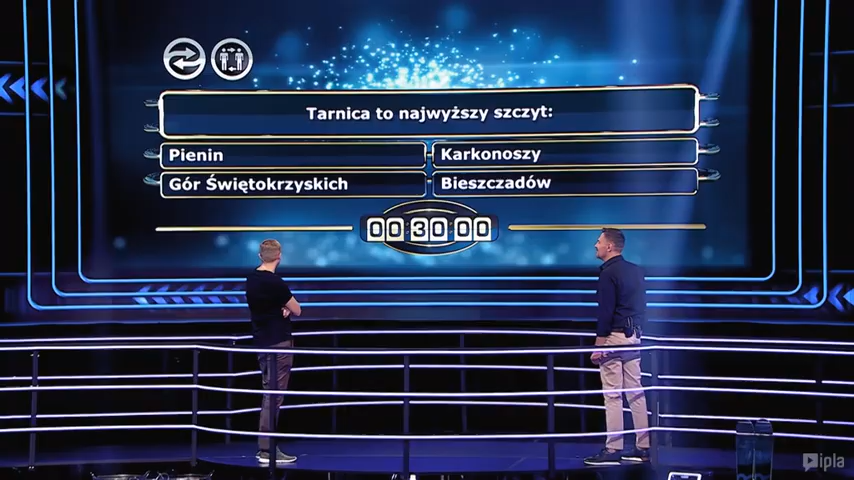 Tarnica to najwyższy szczyt:
Pienin
Karkonoszy
Gór Świętokrzyskich
Bieszczadów
00 30 00
ipla